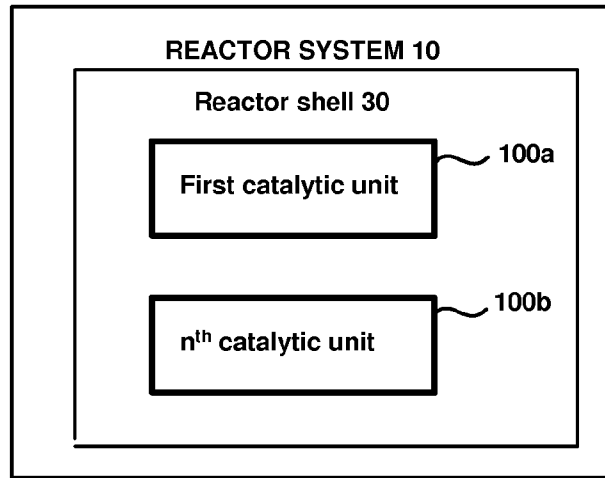 REACTOR SYSTEM 10
Reactor shell 30
100a
First catalytic unit
100b
nth catalytic unit